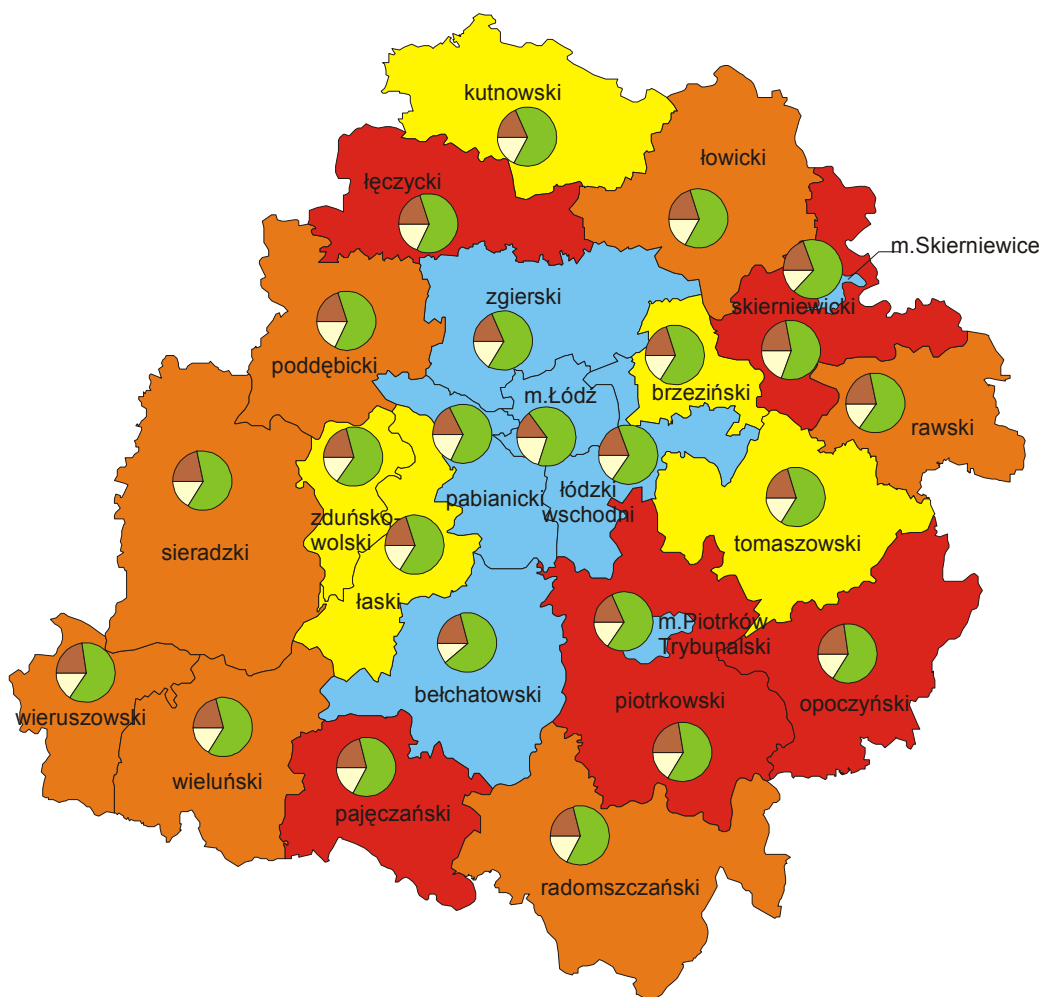 kutnowski
łowicki
łęczycki
m.Skierniewice
zgierski
skierniewicki
poddębicki
m.Łódź
brzeziński
rawski
pabianicki
łódzki
wschodni
zduńsko-
wolski
sieradzki
tomaszowski
łaski
m.Piotrków
Trybunalski
bełchatowski
piotrkowski
opoczyński
wieruszowski
wieluński
pajęczański
radomszczański